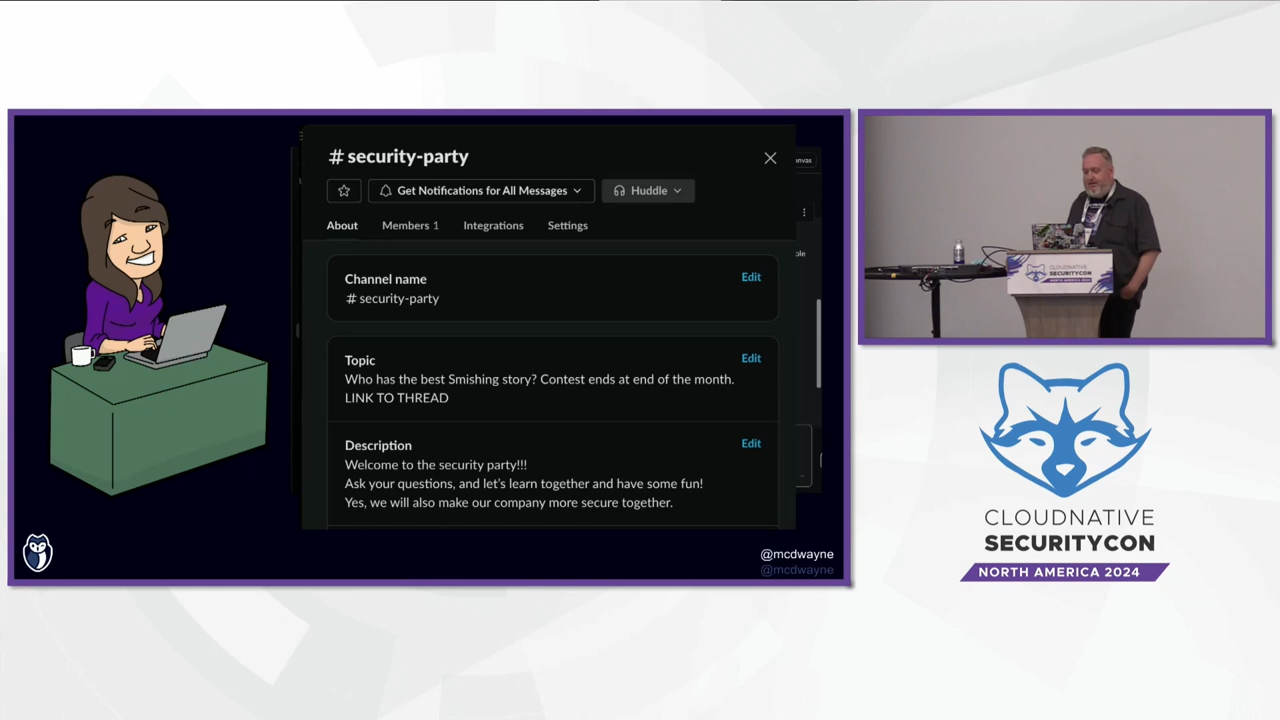 # security-party
Get Notifications for All Messages
Huddle
About
Members 1
Integrations
Settings
Channel name
Edit
# security-party
Topic
Edit
Who has the best Smishing story? Contest ends at end of the month.
LINK TO THREAD
Description
Edit
Welcome to the security party!!!
Ask your questions, and let's learn together and have some fun!
Yes, we will also make our company more secure together.
@mcdwayne
@mcdwayne
CLOUDNATIVE
SECURITYCON
CLOUDNATIVE
SECURITYCON
NORTH AMERICA 2024